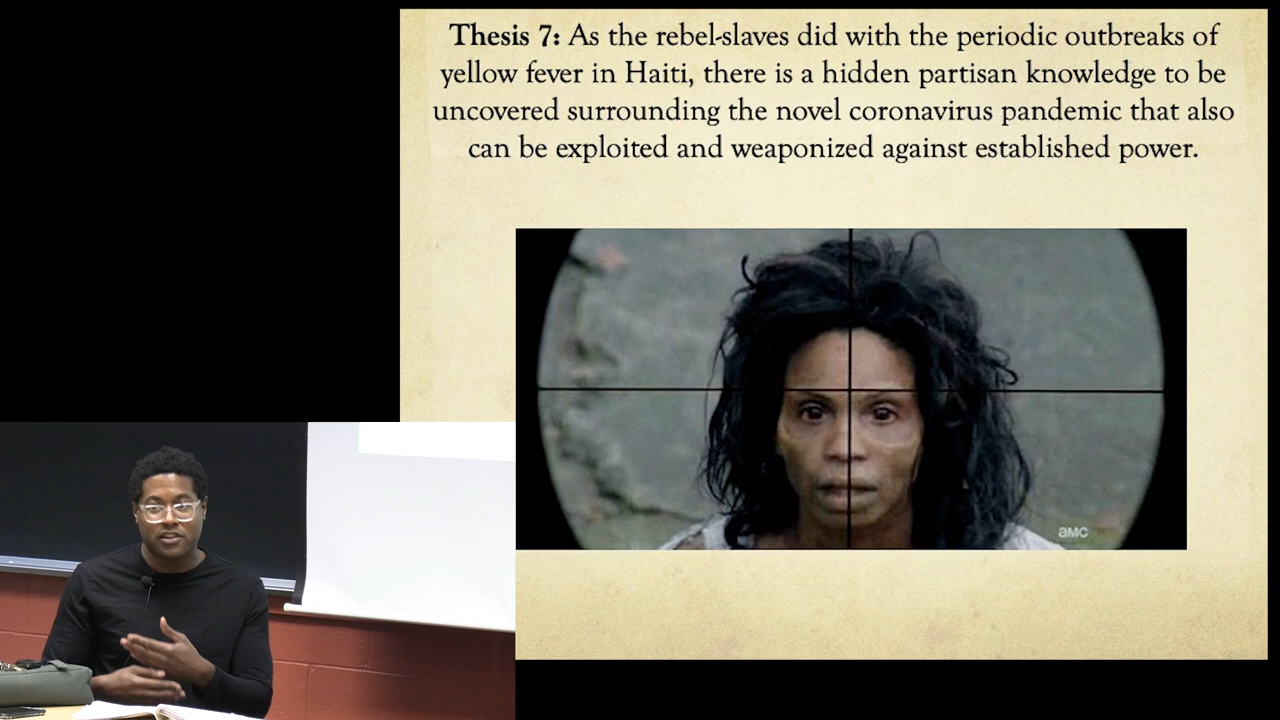 Thesis 7: As the rebel-slaves did with the periodic outbreaks of
yellow fever in Haiti, there is a hidden partisan knowledge to be
uncovered surrounding the novel coronavirus pandemic that also
can be exploited and weaponized against established power.
amc